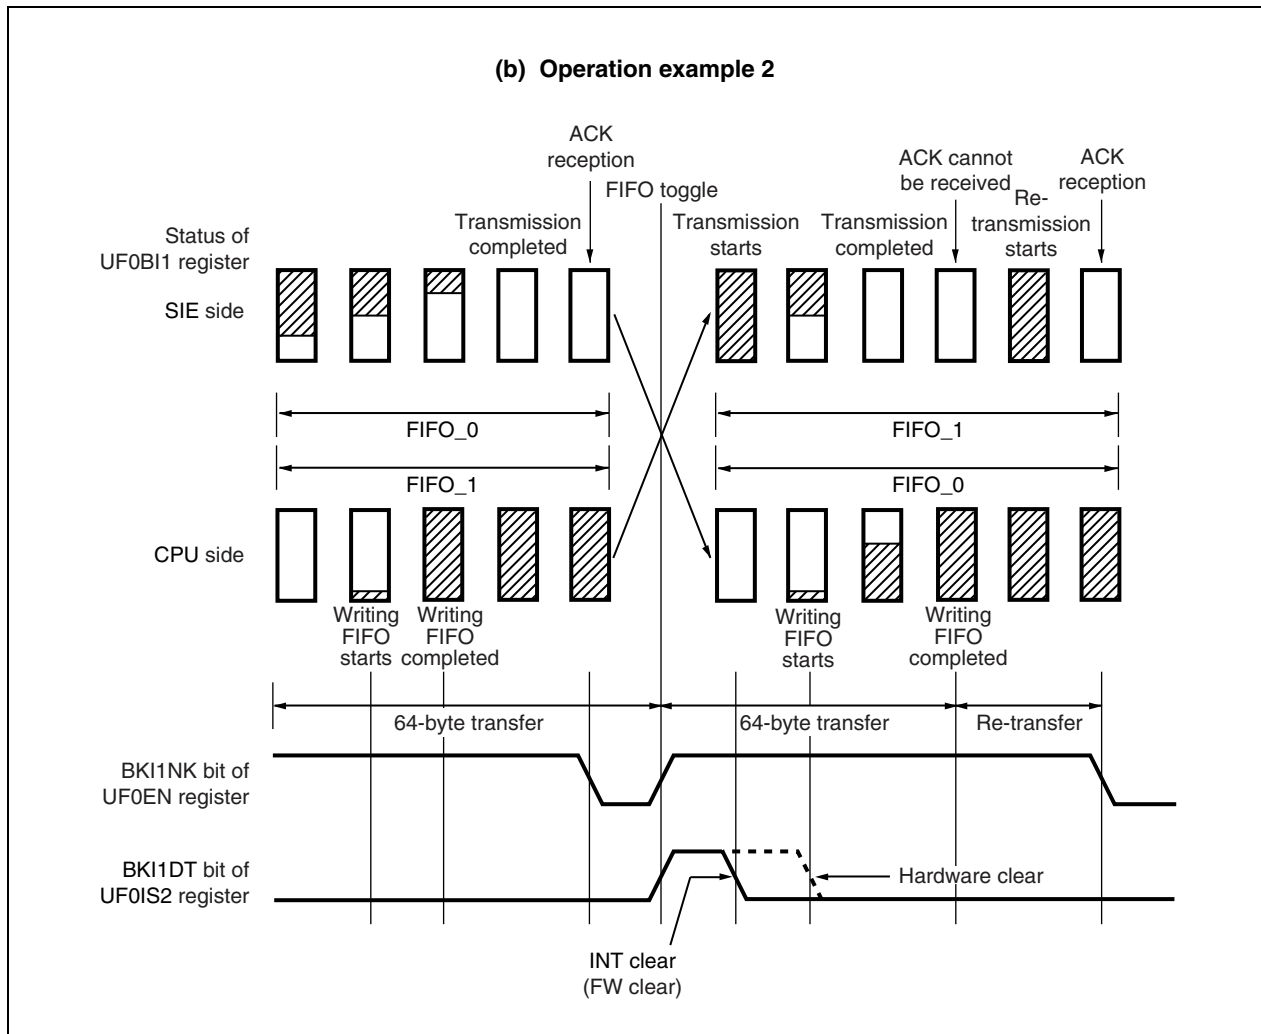 (b) Operation example 2
ACK
reception
FIFO toggle
ACK cannot
be received
ACK
reception
Re-
transmission
starts
Transmission
completed
Transmission
starts
Transmission
completed
Status of
UF0BI1 register
SIE side
FIFO_0
FIFO_1
FIFO_1
FIFO_0
CPU side
Writing
FIFO
starts
Writing
FIFO
completed
Writing
FIFO
starts
Writing
FIFO
completed
64-byte transfer
64-byte transfer
Re-transfer
BKI1NK bit of
UF0EN register
BKI1DT bit of
UF0IS2 register
Hardware clear
INT clear
(FW clear)